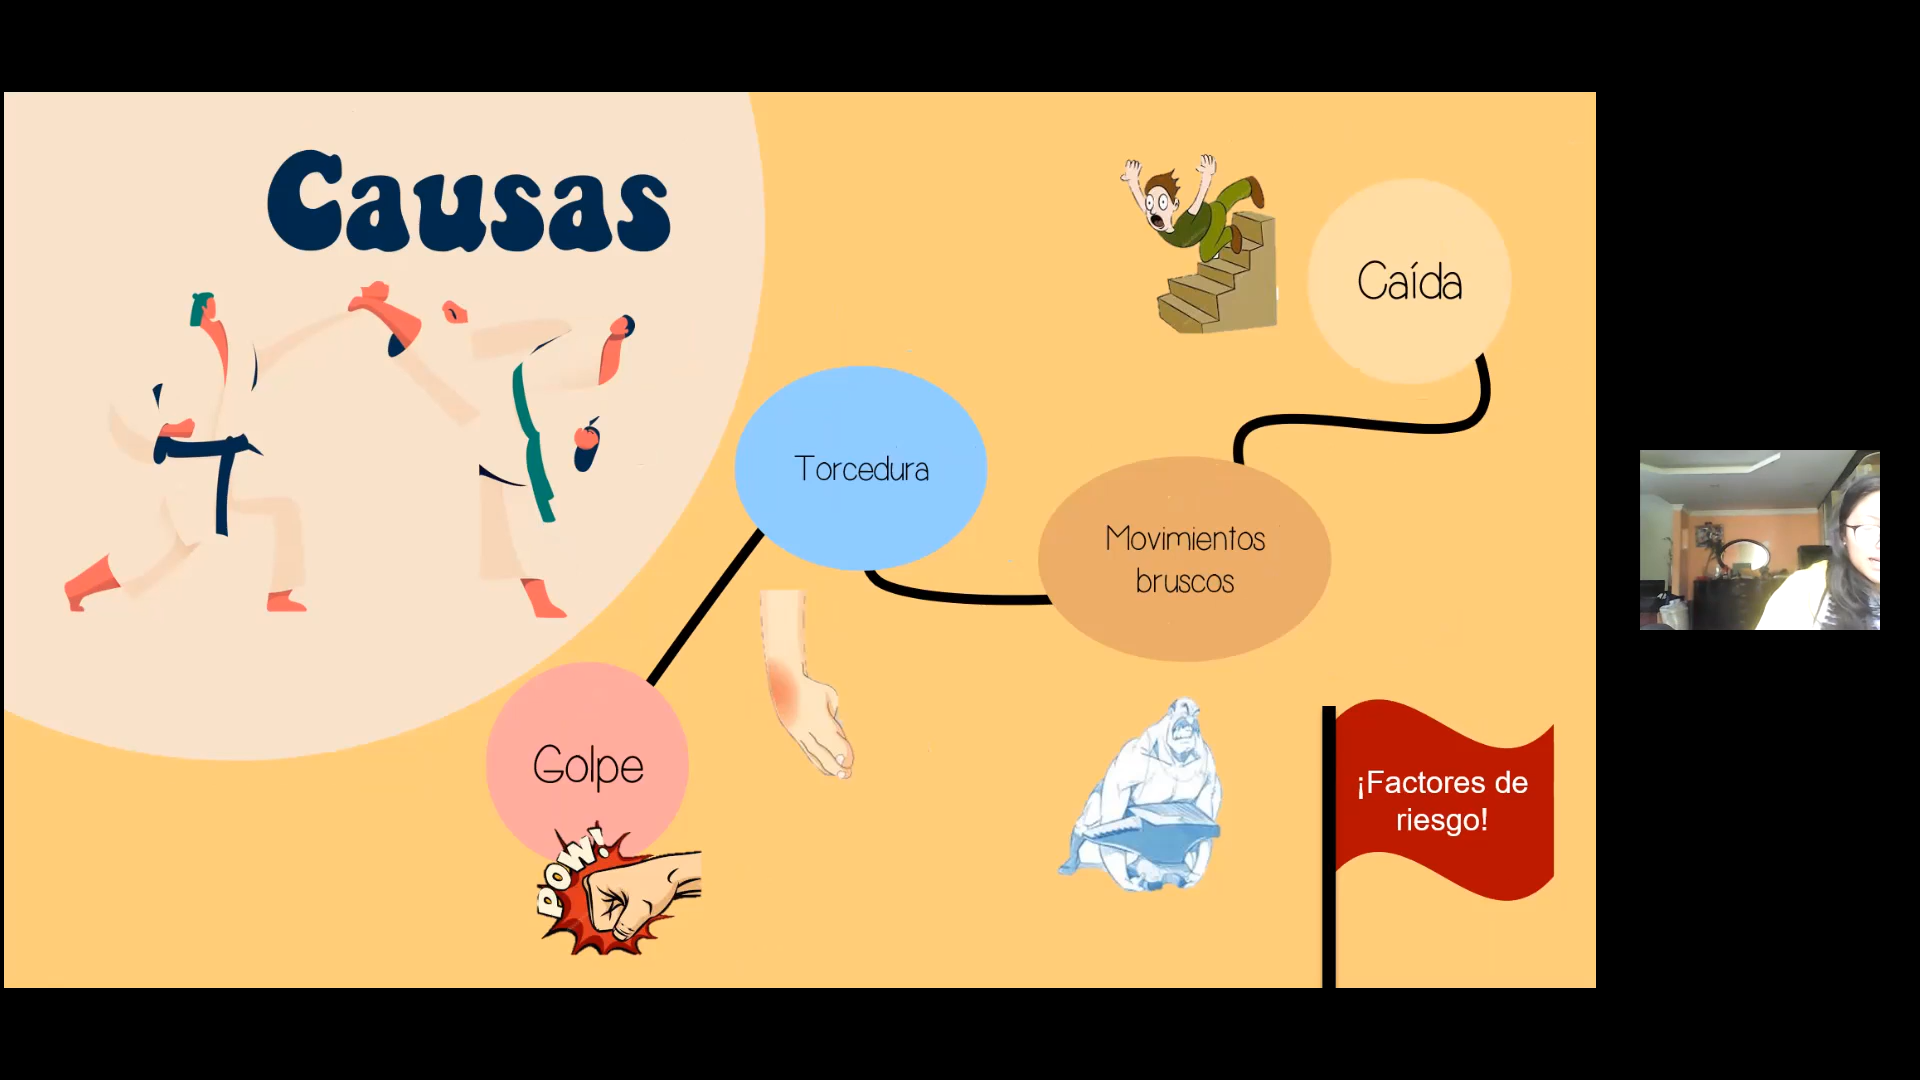 Causas
Caída
Torcedura
Movimientos
bruscos
Golpe
POW!
¡Factores de
riesgo!